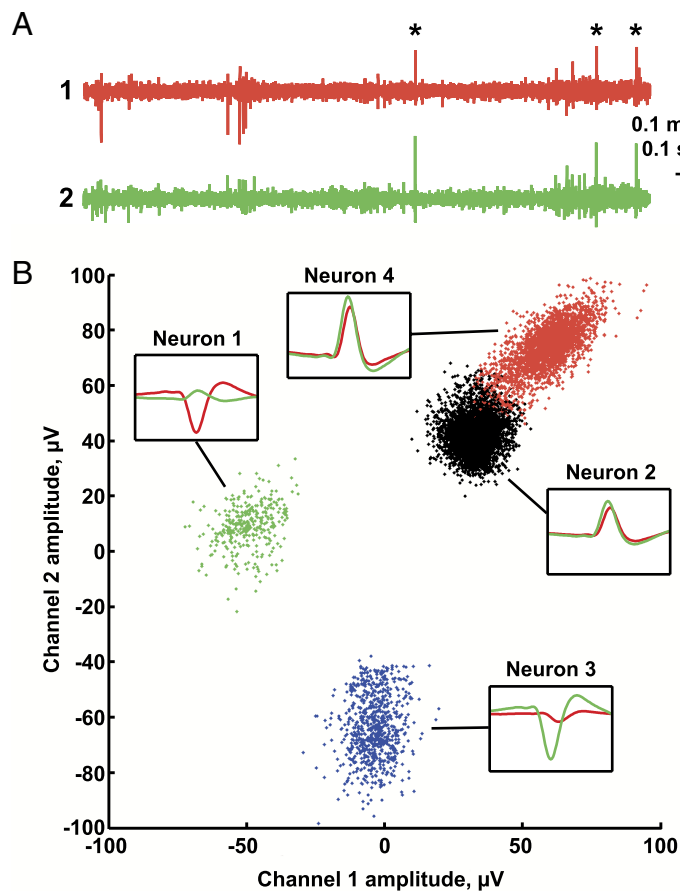 A
* * *
1
0.1 m
0.1 s
2
B
100
80
60
40
20
0
-20
-40
-60
-80
-100
-100 -50 0 50 100
Channel 2 amplitude, µV
Channel 1 amplitude, µV
Neuron 4
Neuron 1
Neuron 2
Neuron 3